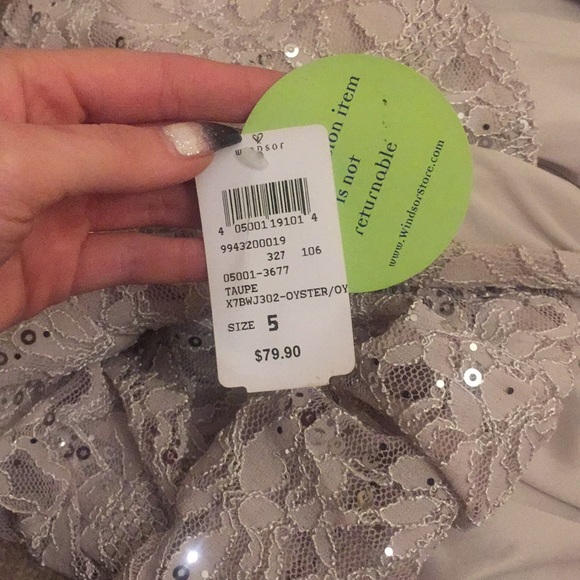 windsor
4 05001 19101 4
9943200019
327 106
05001-3677
TAUPE
X7BWJ302-OYSTER/OY
SIZE 5
$79.90
item
is not
returnable
www.windsorstore.com